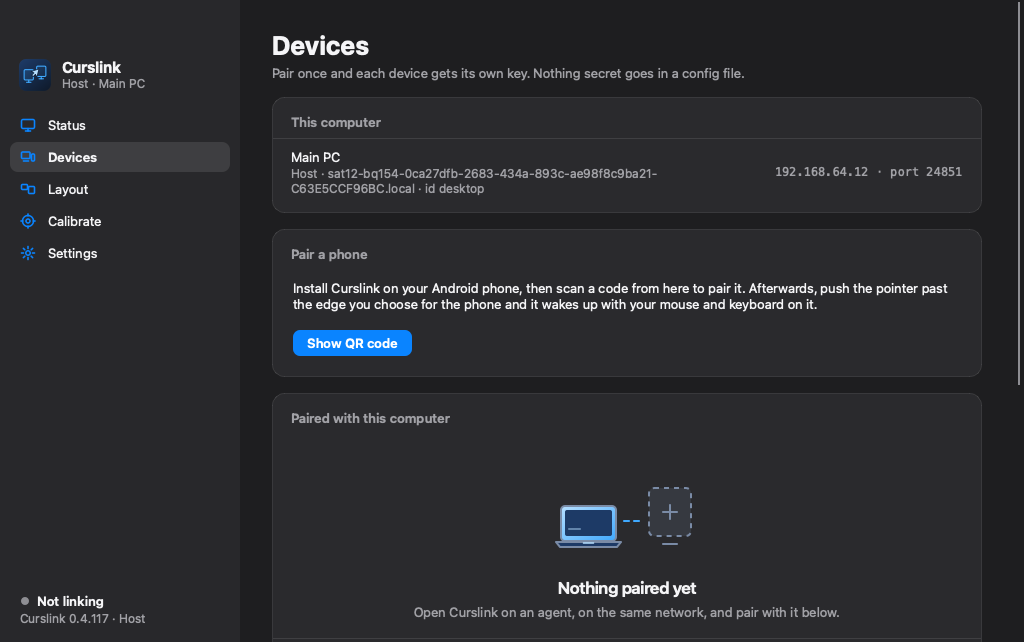 Curslink
Host · Main PC
Status
Devices
Layout
Calibrate
Settings
Not linking
Curslink 0.4.117 · Host
Devices
Pair once and each device gets its own key. Nothing secret goes in a config file.
This computer
Main PC
Host · sat12-bq154-0ca27dfb-2683-434a-893c-ae98f8c9ba21-
C63E5CCF96BC.local · id desktop
192.168.64.12 · port 24851
Pair a phone
Install Curslink on your Android phone, then scan a code from here to pair it. Afterwards, push the pointer past
the edge you choose for the phone and it wakes up with your mouse and keyboard on it.
Show QR code
Paired with this computer
Nothing paired yet
Open Curslink on an agent, on the same network, and pair with it below.